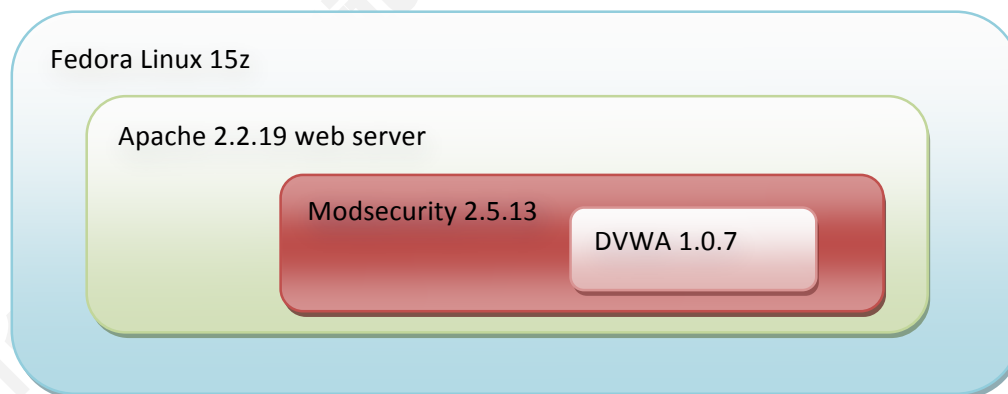 Fedora Linux 15z
Apache 2.2.19 web server
Modsecurity 2.5.13
DVWA 1.0.7